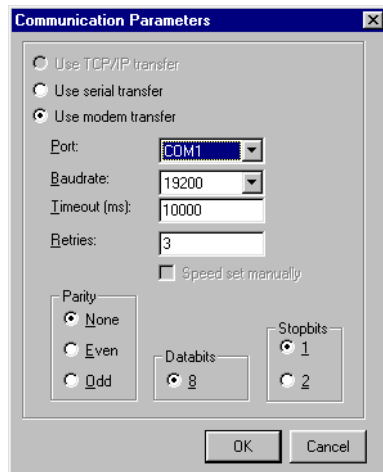 Communication Parameters
Use TCP/IP transfer
Use serial transfer
Use modem transfer
Port: COM1
Baudrate: 19200
Timeout (ms): 10000
Retries: 3
Speed set manually
Parity
None
Even
Odd
Databits
8
Stopbits
1
2
OK Cancel